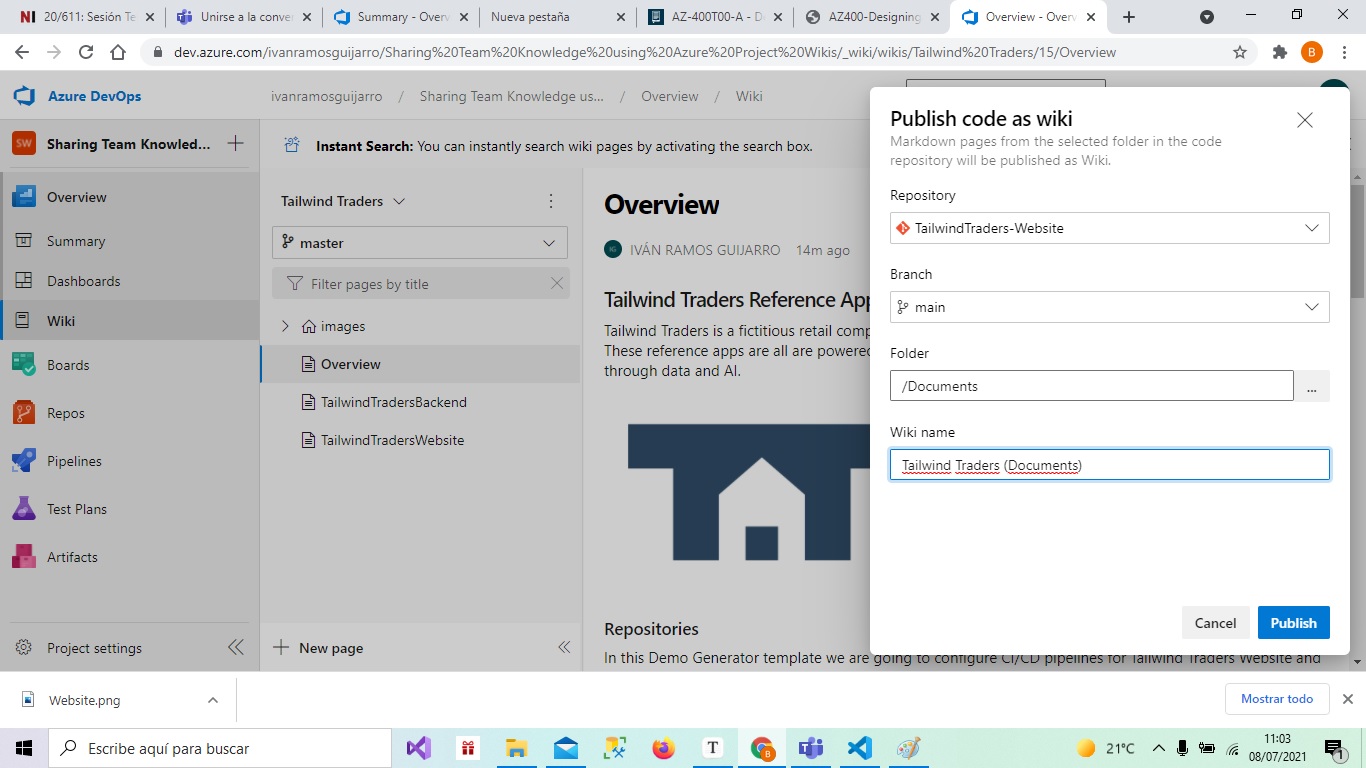 20/611: Sesión Te
Unirse a la conver
Summary - Overv
Nueva pestaña
AZ-400T00-A - D
AZ400-Designing
Overview - Overv
dev.azure.com/ivanramosguijarro/Sharing%20Team%20Knowledge%20using%20Azure%20Project%20Wikis/_wiki/wikis/Tailwind%20Traders/15/Overview
B
Azure DevOps
ivanramosguijarro / Sharing Team Knowledge us... / Overview / Wiki
SW Sharing Team Knowled...
Overview
Summary
Dashboards
Wiki
Boards
Repos
Pipelines
Test Plans
Artifacts
Project settings
Instant Search: You can instantly search wiki pages by activating the search box.
Tailwind Traders
master
Filter pages by title
images
Overview
TailwindTradersBackend
TailwindTradersWebsite
New page
Overview
IG IVÁN RAMOS GUIJARRO 14m ago
Tailwind Traders Reference App
Tailwind Traders is a fictitious retail comp
These reference apps are all are powered
through data and AI.
Repositories
In this Demo Generator template we are going to configure CI/CD pipelines for Tailwind Traders Website and
Publish code as wiki
Markdown pages from the selected folder in the code
repository will be published as Wiki.
Repository
TailwindTraders-Website
Branch
main
Folder
/Documents
...
Wiki name
Tailwind Traders (Documents)
Cancel
Publish
Website.png
Mostrar todo
Escribe aquí para buscar
T
B
21°C
11:03
08/07/2021
1